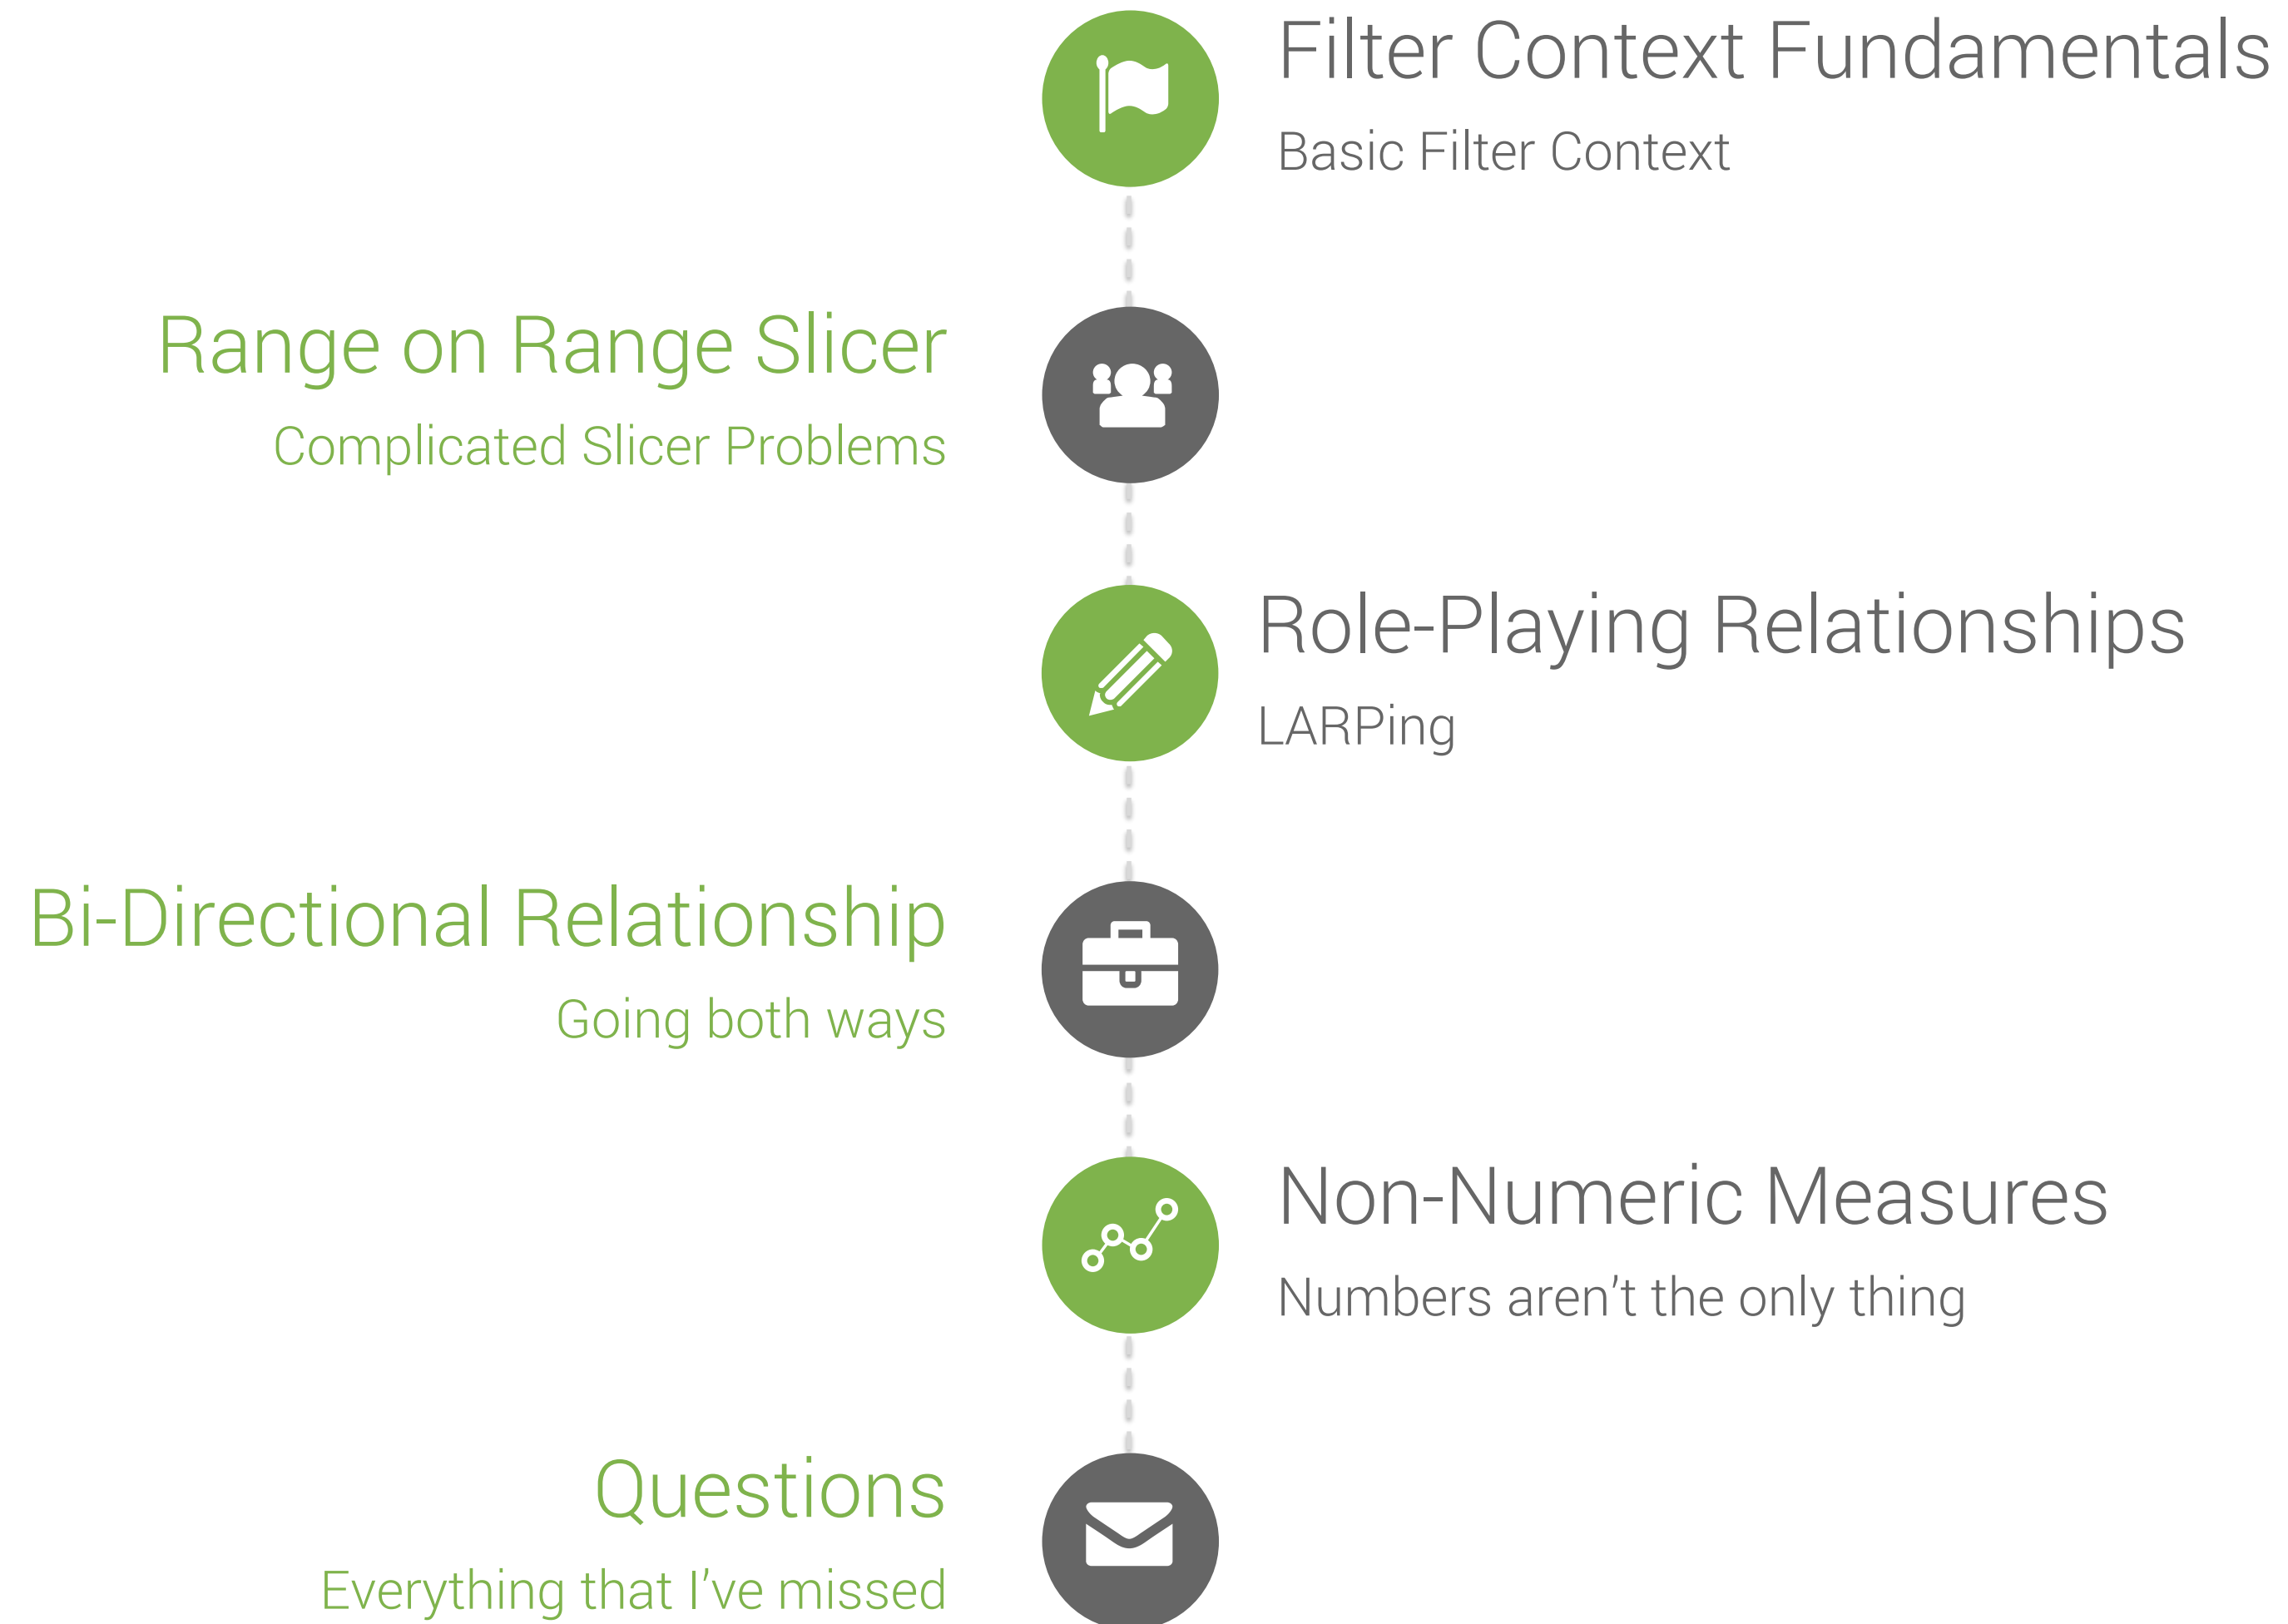 Filter Context Fundamentals
Basic Filter Context
Range on Range Slicer
Complicated Slicer Problems
Role-Playing Relationships
LARPing
Bi-Directional Relationship
Going both ways
Non-Numeric Measures
Numbers aren’t the only thing
Questions
Everything that I’ve missed